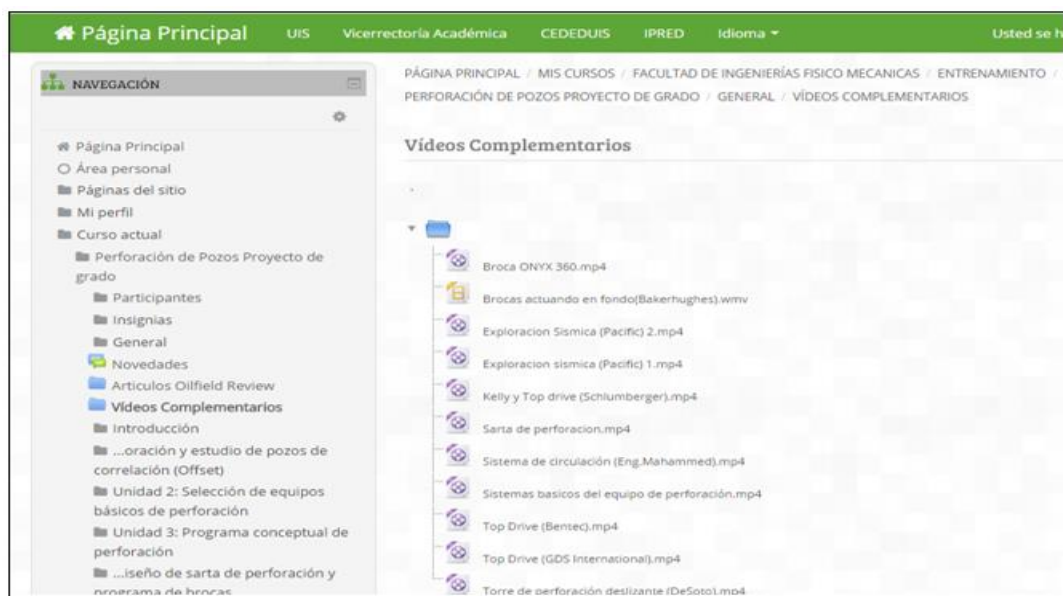 Página Principal UIS Vicerrectoría Académica CEDEDUIS IPRED Idioma Usted se h
NAVEGACIÓN
Página Principal
Área personal
Páginas del sitio
Mi perfil
Curso actual
Perforación de Pozos Proyecto de
grado
Participantes
Insignias
General
Novedades
Articulos Oilfield Review
Vídeos Complementarios
Introducción
...oración y estudio de pozos de
correlación (Offset)
Unidad 2: Selección de equipos
básicos de perforación
Unidad 3: Programa conceptual de
perforación
...iseño de sarta de perforación y
programa de brocas
PÁGINA PRINCIPAL / MIS CURSOS / FACULTAD DE INGENIERÍAS FISICO MECANICAS / ENTRENAMIENTO /
PERFORACIÓN DE POZOS PROYECTO DE GRADO / GENERAL / VÍDEOS COMPLEMENTARIOS
Vídeos Complementarios
.
Broca ONYX 360.mp4
Brocas actuando en fondo(Bakerhughes).wmv
Exploracion Sismica (Pacific) 2.mp4
Exploracion sismica (Pacific) 1.mp4
Kelly y Top drive (Schlumberger).mp4
Sarta de perforacion.mp4
Sistema de circulación (Eng.Mahammed).mp4
Sistemas basicos del equipo de perforación.mp4
Top Drive (Bentec).mp4
Top Drive (GDS International).mp4
Torre de perforación deslizante (DeSoto).mp4